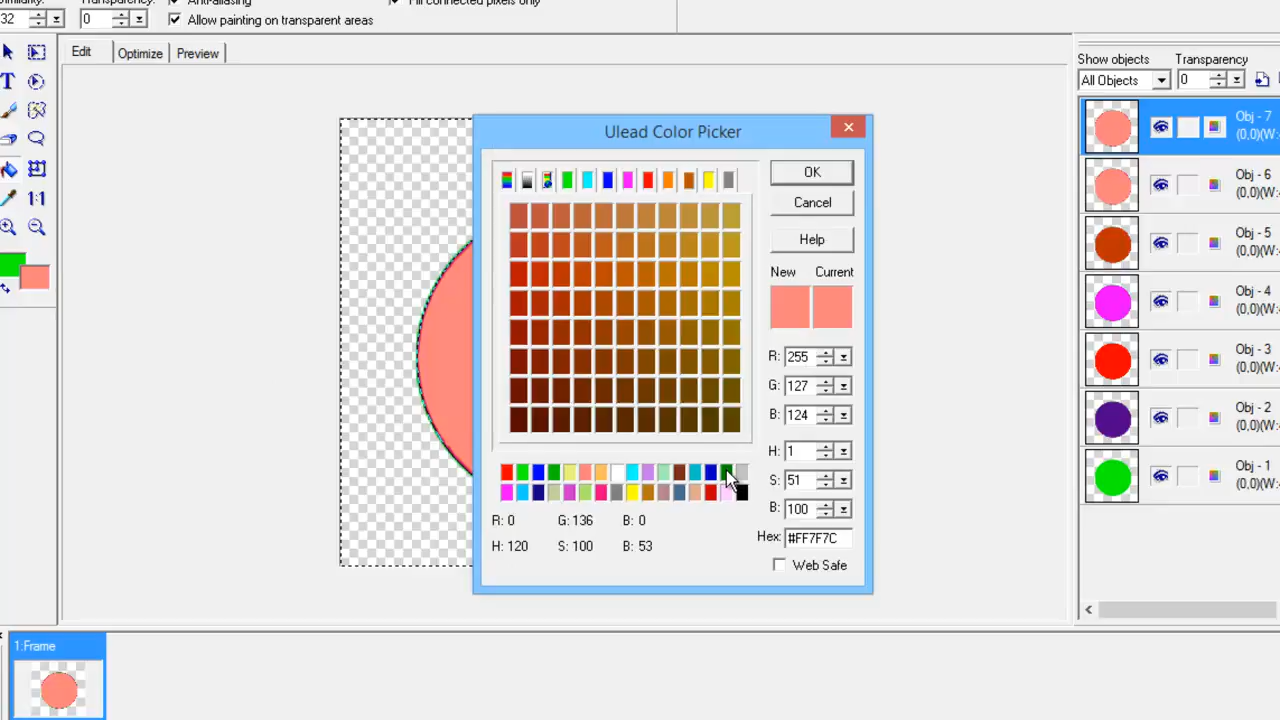 32
0
Allow painting on transparent areas
Edit
Optimize
Preview
Show objects
Transparency
All Objects
0
T
1:1
Ulead Color Picker
OK
Cancel
Help
New
Current
R: 255
G: 127
B: 124
H: 1
S: 51
B: 100
Hex: #FF7F7C
Web Safe
R: 0
G: 136
B: 0
H: 120
S: 100
B: 53
Obj - 7
(0,0)(W:
Obj - 6
(0,0)(W:
Obj - 5
(0,0)(W:
Obj - 4
(0,0)(W:
Obj - 3
(0,0)(W:
Obj - 2
(0,0)(W:
Obj - 1
(0,0)(W:
1:Frame